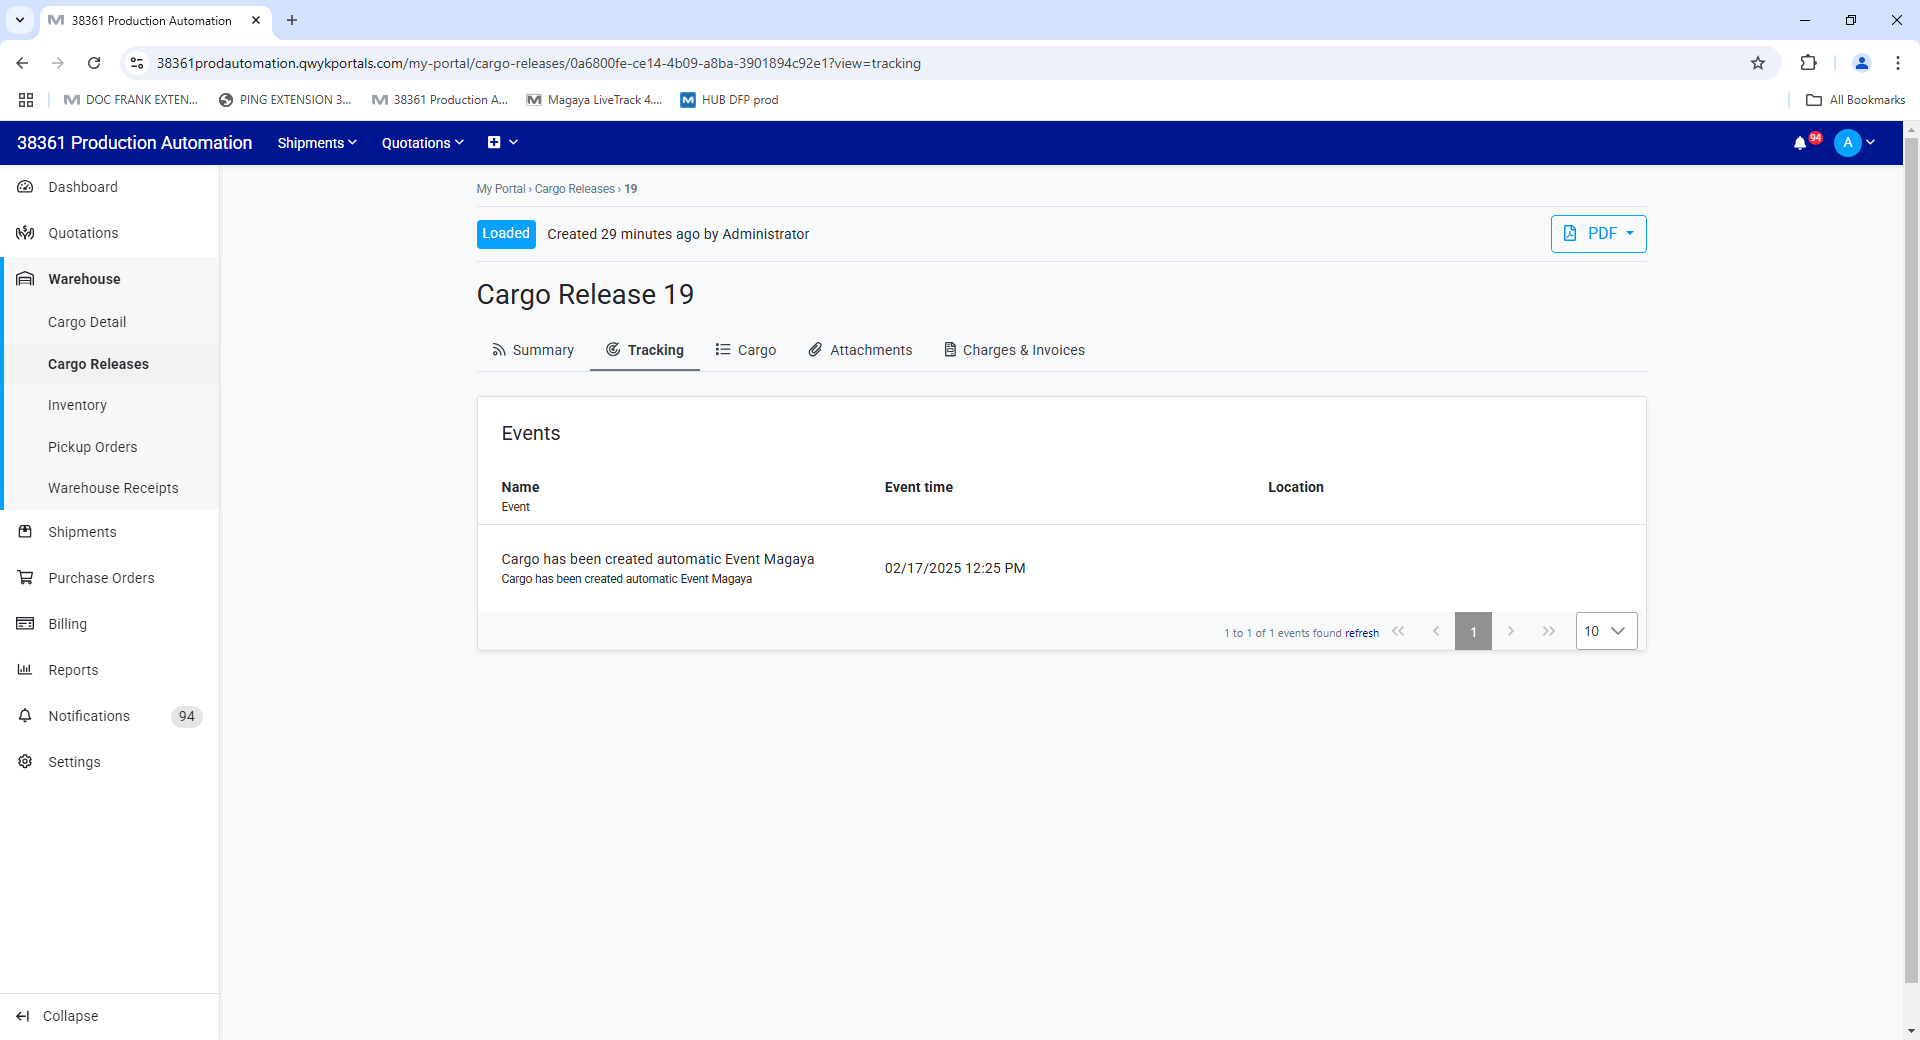 38361 Production Automation
38361prodautomation.qwykportals.com/my-portal/cargo-releases/0a6800fe-ce14-4b09-a8ba-3901894c92e1?view=tracking
DOC FRANK EXTEN... PING EXTENSION 3... 38361 Production A... Magaya LiveTrack 4.... HUB DFP prod All Bookmarks
38361 Production Automation Shipments Quotations 94 A
Dashboard
Quotations
Warehouse
Cargo Detail
Cargo Releases
Inventory
Pickup Orders
Warehouse Receipts
Shipments
Purchase Orders
Billing
Reports
Notifications 94
Settings
Collapse
My Portal › Cargo Releases › 19
Loaded Created 29 minutes ago by Administrator PDF
Cargo Release 19
Summary Tracking Cargo Attachments Charges & Invoices
Events
Name Event time Location
Event
Cargo has been created automatic Event Magaya
Cargo has been created automatic Event Magaya
02/17/2025 12:25 PM
1 to 1 of 1 events found refresh 1 10